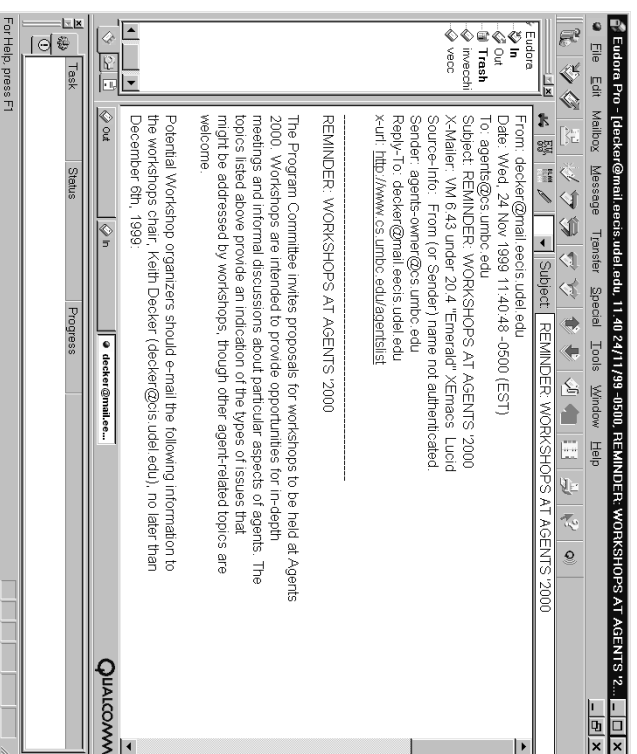 Eudora Pro - [decker@mail.eecis.udel.edu, 11.40 24/11/99 -0500, REMINDER: WORKSHOPS AT AGENTS '2...
File Edit Mailbox Message Transfer Special Tools Window Help
Subject: REMINDER: WORKSHOPS AT AGENTS '2000
Eudora
In
Out
Trash
invecchi
vecc
From: decker@mail.eecis.udel.edu
Date: Wed, 24 Nov 1999 11:40:48 -0500 (EST)
To: agents@cs.umbc.edu
Subject: REMINDER: WORKSHOPS AT AGENTS '2000
X-Mailer: VM 6.43 under 20.4 "Emerald" XEmacs Lucid
Source-Info: From (or Sender) name not authenticated.
Sender: agents-owner@cs.umbc.edu
Reply-To: decker@mail.eecis.udel.edu
x-url: http://www.cs.umbc.edu/agentslist
REMINDER: WORKSHOPS AT AGENTS '2000
--------------------------------------------------------------
The Program Committee invites proposals for workshops to be held at Agents
2000. Workshops are intended to provide opportunities for in-depth
meetings and informal discussions about particular aspects of agents. The
topics listed above provide an indication of the types of issues that
might be addressed by workshops, though other agent-related topics are
welcome.
Potential Workshop organizers should e-mail the following information to
the workshops chair, Keith Decker (decker@cis.udel.edu), no later than
December 6th, 1999:
Out In decker@mail.ee...
QUALCOMM
Task Status Progress
For Help, press F1